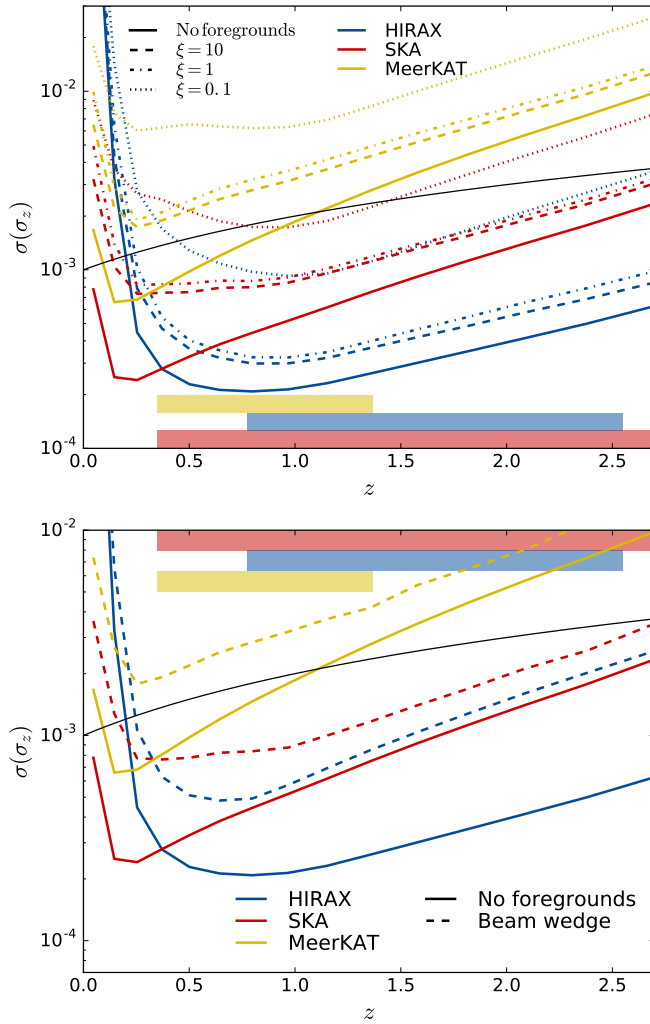 No foregrounds
ξ = 10
ξ = 1
ξ = 0.1
HIRAX
SKA
MeerKAT
10⁻²
10⁻³
10⁻⁴
σ(σ_z)
0.0 0.5 1.0 1.5 2.0 2.5
z
10⁻²
10⁻³
10⁻⁴
σ(σ_z)
HIRAX
SKA
MeerKAT
No foregrounds
Beam wedge
0.0 0.5 1.0 1.5 2.0 2.5
z